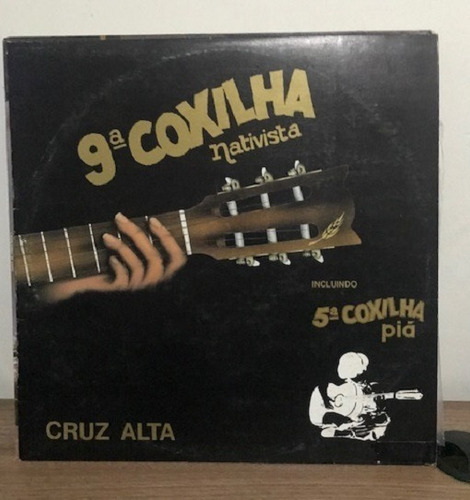 9ª COXILHA
nativista
INCLUINDO
5ª COXILHA
piá
CRUZ ALTA